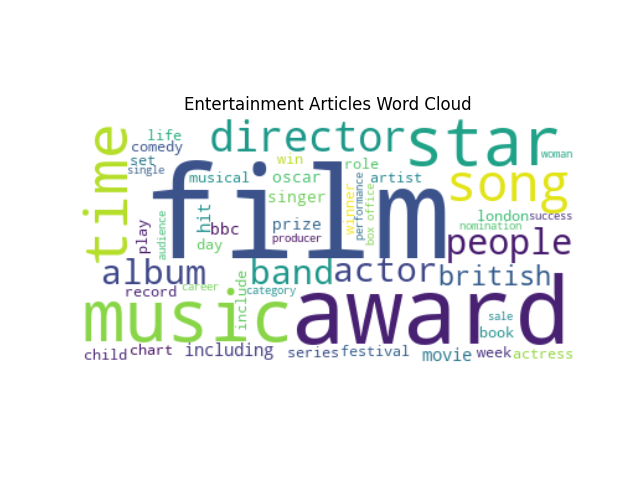 Entertainment Articles Word Cloud
time
life
comedy
set
single
director
star
woman
win
role
musical
oscar
artist
song
film
singer
hit
winner
performance
box office
play
audience
bbc
day
prize
producer
london
success
nomination
people
album
band
actor
british
record
career
include
category
music
award
sale
book
child
chart
including
series
festival
movie
week
actress